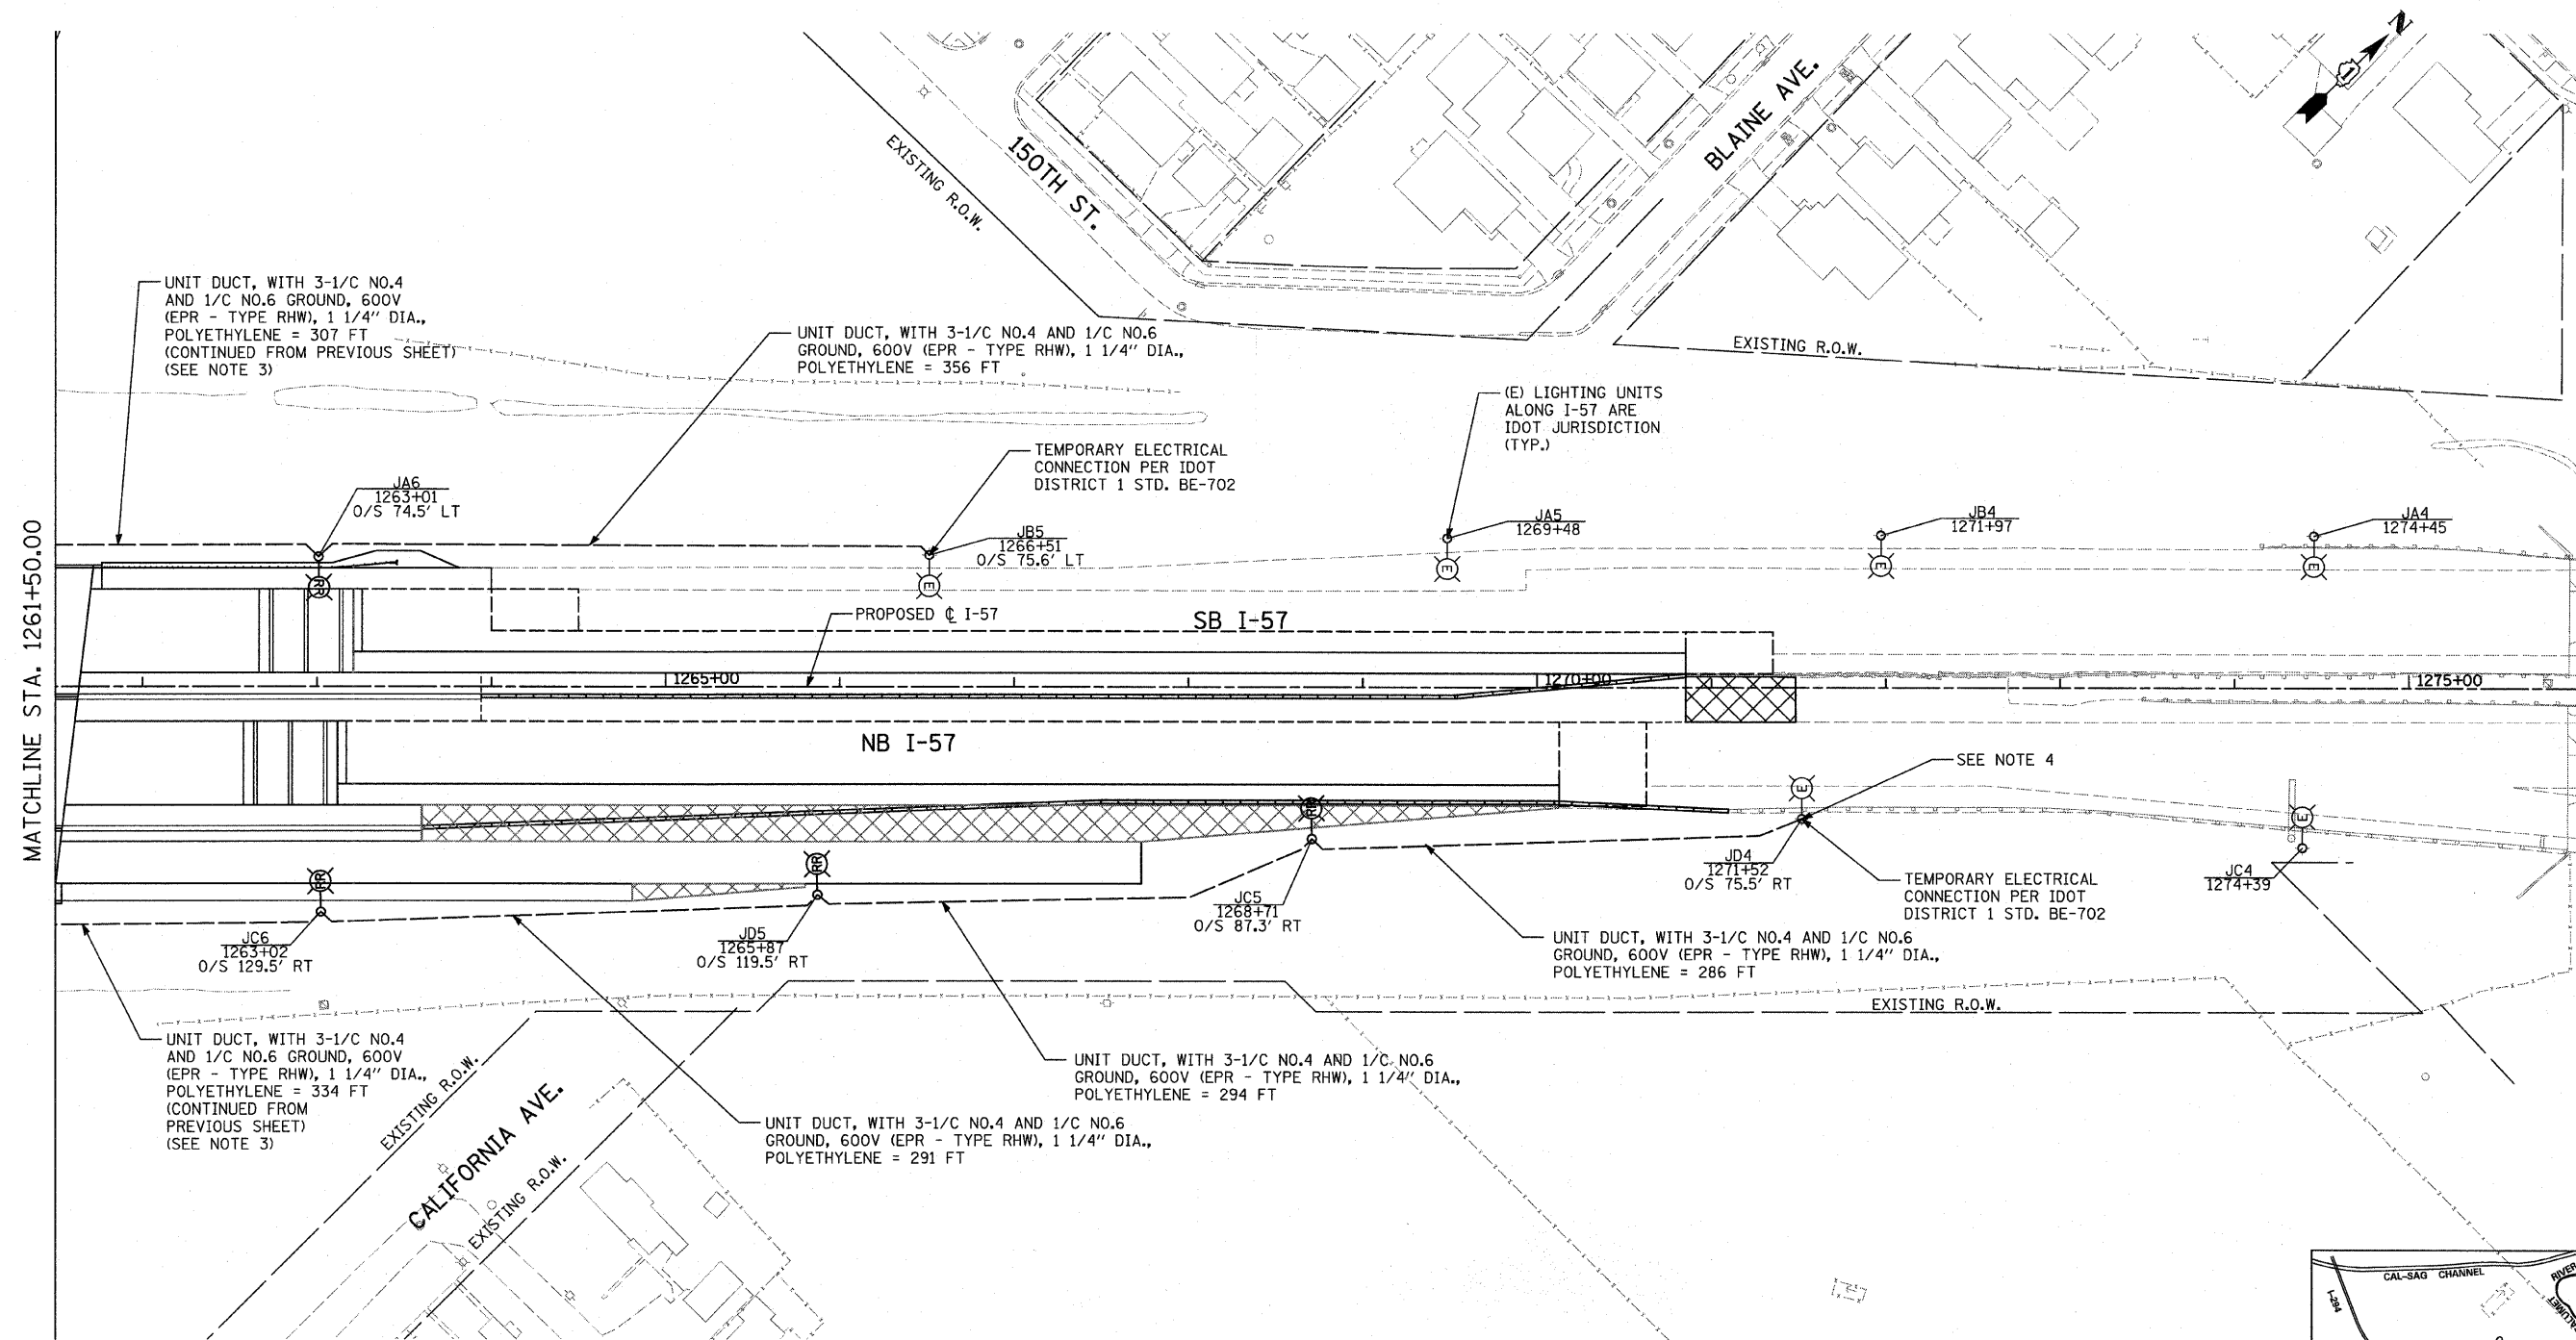 N
1
150TH ST.
BLAINE AVE.
EXISTING R.O.W.
EXISTING R.O.W.
UNIT DUCT, WITH 3-1/C NO.4
AND 1/C NO.6 GROUND, 600V
(EPR - TYPE RHW), 1 1/4" DIA.,
POLYETHYLENE = 307 FT
(CONTINUED FROM PREVIOUS SHEET)
(SEE NOTE 3)
UNIT DUCT, WITH 3-1/C NO.4 AND 1/C NO.6
GROUND, 600V (EPR - TYPE RHW), 1 1/4" DIA.,
POLYETHYLENE = 356 FT
(E) LIGHTING UNITS
ALONG I-57 ARE
IDOT JURISDICTION
(TYP.)
TEMPORARY ELECTRICAL
CONNECTION PER IDOT
DISTRICT 1 STD. BE-702
JA6
1263+01
O/S 74.5' LT
JB5
1266+51
O/S 75.6' LT
JA5
1269+48
JB4
1271+97
JA4
1274+45
RR
E
E
E
E
MATCHLINE STA. 1261+50.00
PROPOSED ℄ I-57
SB I-57
1265+00
1270+00
1275+00
NB I-57
SEE NOTE 4
E
E
RR
RR
RR
JC6
1263+02
O/S 129.5' RT
JD5
1265+87
O/S 119.5' RT
JC5
1268+71
O/S 87.3' RT
JD4
1271+52
O/S 75.5' RT
JC4
1274+39
TEMPORARY ELECTRICAL
CONNECTION PER IDOT
DISTRICT 1 STD. BE-702
UNIT DUCT, WITH 3-1/C NO.4 AND 1/C NO.6
GROUND, 600V (EPR - TYPE RHW), 1 1/4" DIA.,
POLYETHYLENE = 286 FT
EXISTING R.O.W.
UNIT DUCT, WITH 3-1/C NO.4
AND 1/C NO.6 GROUND, 600V
(EPR - TYPE RHW), 1 1/4" DIA.,
POLYETHYLENE = 334 FT
(CONTINUED FROM
PREVIOUS SHEET)
(SEE NOTE 3)
UNIT DUCT, WITH 3-1/C NO.4 AND 1/C NO.6
GROUND, 600V (EPR - TYPE RHW), 1 1/4" DIA.,
POLYETHYLENE = 294 FT
UNIT DUCT, WITH 3-1/C NO.4 AND 1/C NO.6
GROUND, 600V (EPR - TYPE RHW), 1 1/4" DIA.,
POLYETHYLENE = 291 FT
EXISTING R.O.W.
CALIFORNIA AVE.
EXISTING R.O.W.
CAL-SAG CHANNEL
I-294
RIVER